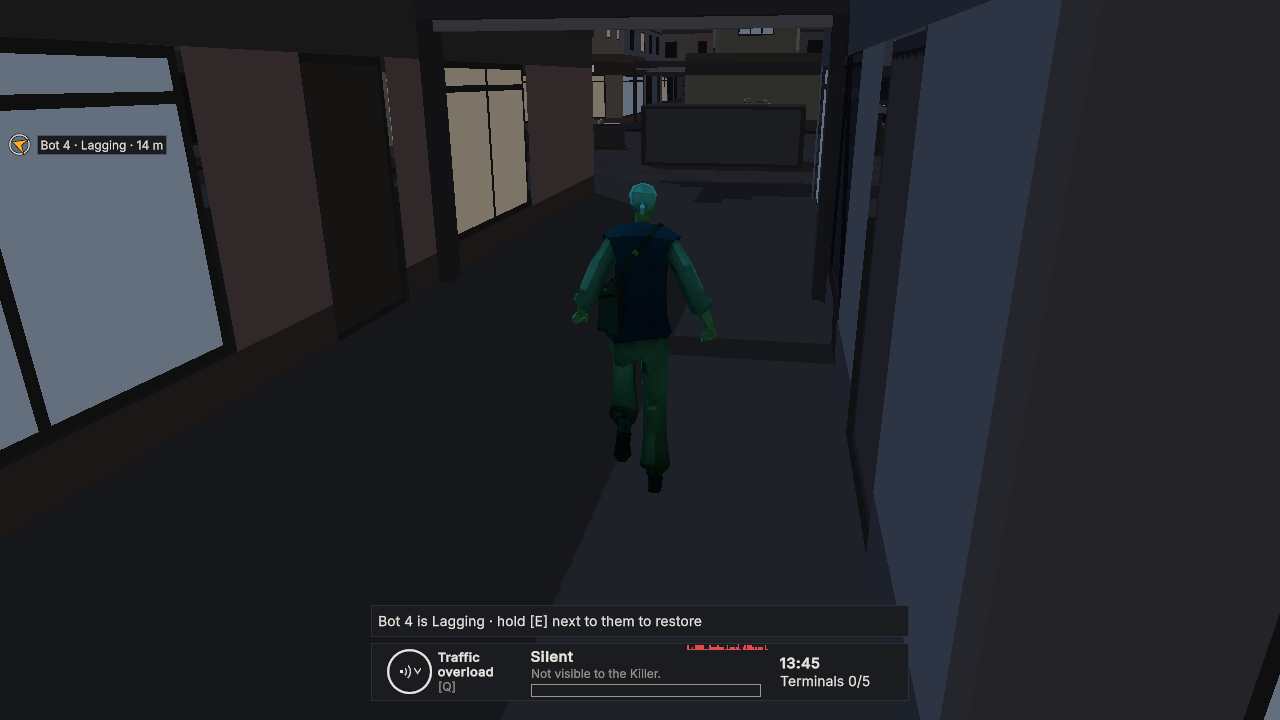 Bot 4 · Lagging · 14 m
Bot 4 is Lagging · hold [E] next to them to restore
Traffic
overload
[Q]
Silent
Not visible to the Killer.
13:45
Terminals 0/5